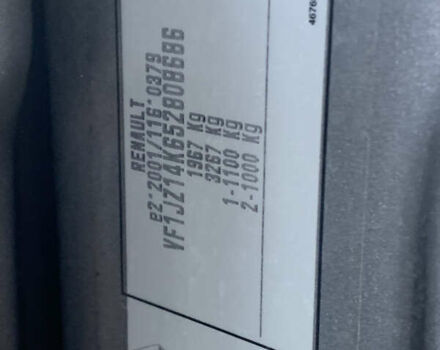 RENAULT
e2*2001/116*0379
VF1JZ14K652808686
1967 Kg
3267 Kg
1-1100 Kg
2-1000 Kg